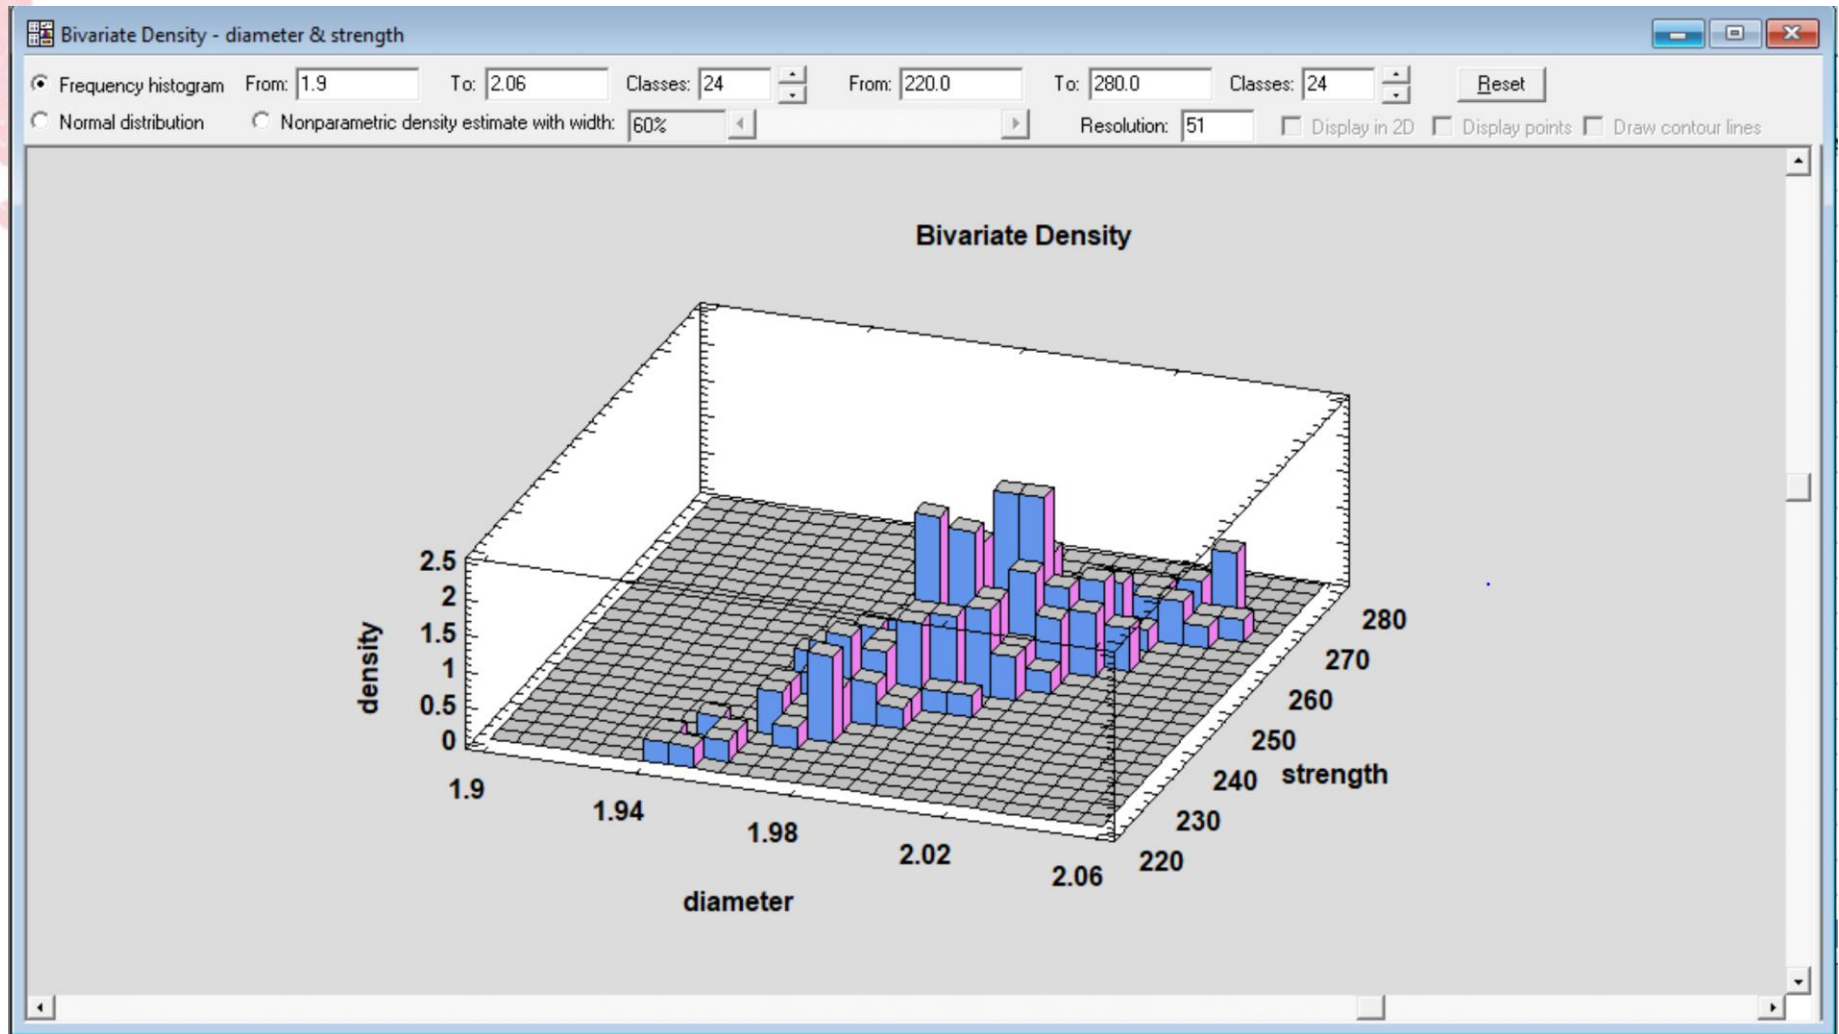 Bivariate Density - diameter & strength
Frequency histogram From: 1.9 To: 2.06 Classes: 24 From: 220.0 To: 280.0 Classes: 24 Reset
Normal distribution Nonparametric density estimate with width: 60% Resolution: 51 Display in 2D Display points Draw contour lines
Bivariate Density
2.5
2
1.5
1
0.5
0
density
1.9
1.94
1.98
2.02
2.06
diameter
220
230
240
250
260
270
280
strength